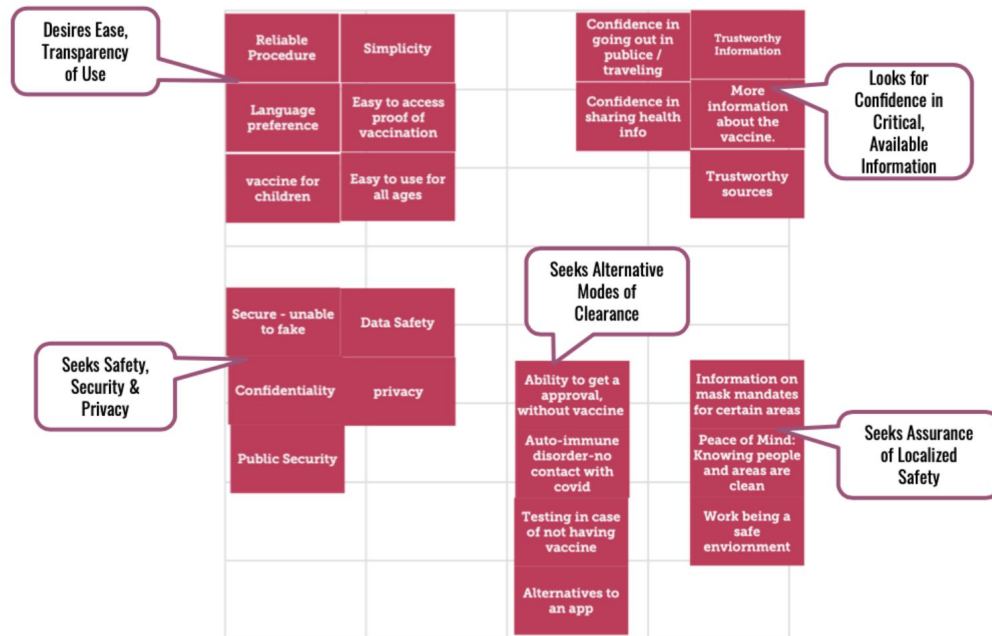 Desires Ease,
Transparency
of Use
Reliable
Procedure
Simplicity
Language
preference
Easy to access
proof of
vaccination
vaccine for
children
Easy to use for
all ages
Confidence in
going out in
publice /
traveling
Trustworthy
Information
Confidence in
sharing health
info
More
information
about the
vaccine.
Trustworthy
sources
Looks for
Confidence in
Critical,
Available
Information
Seeks Safety,
Security &
Privacy
Secure - unable
to fake
Data Safety
Confidentiality
privacy
Public Security
Seeks Alternative
Modes of
Clearance
Ability to get a
approval,
without vaccine
Auto-immune
disorder-no
contact with
covid
Testing in case
of not having
vaccine
Alternatives to
an app
Information on
mask mandates
for certain areas
Peace of Mind:
Knowing people
and areas are
clean
Work being a
safe
enviornment
Seeks Assurance
of Localized
Safety